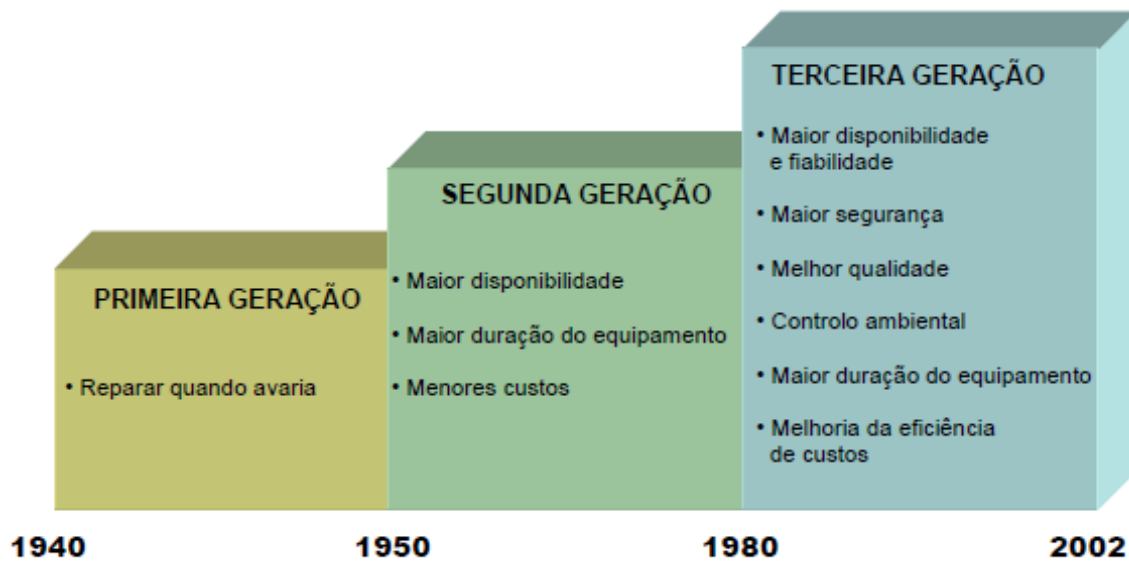 PRIMEIRA GERAÇÃO
• Reparar quando avaria
SEGUNDA GERAÇÃO
• Maior disponibilidade
• Maior duração do equipamento
• Menores custos
TERCEIRA GERAÇÃO
• Maior disponibilidade
e fiabilidade
• Maior segurança
• Melhor qualidade
• Controlo ambiental
• Maior duração do equipamento
• Melhoria da eficiência
de custos
1940
1950
1980
2002